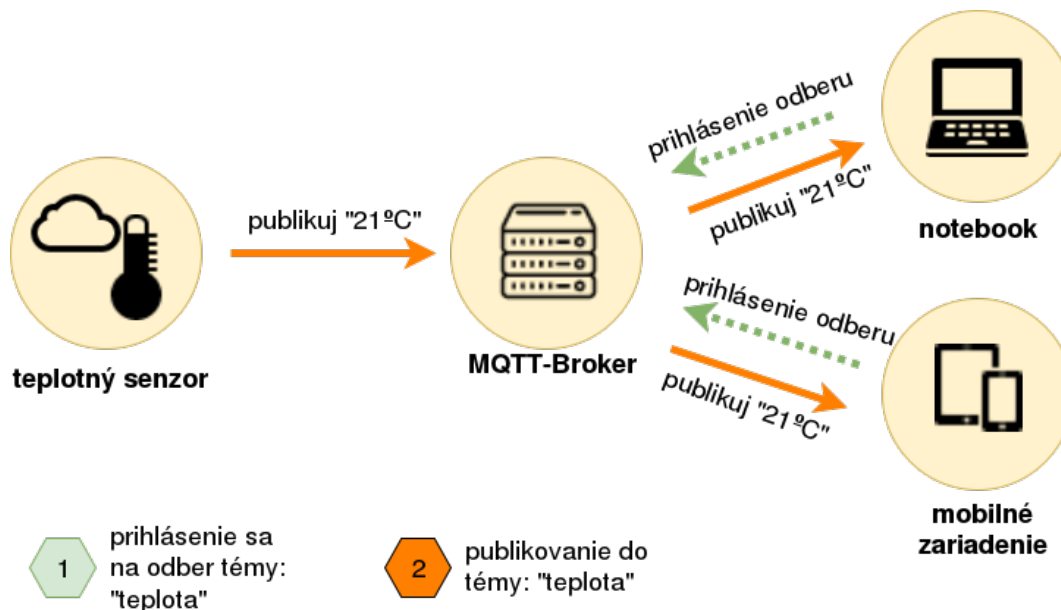 prihlásenie odberu
publikuj "21ºC"
notebook
publikuj "21ºC"
teplotný senzor
MQTT-Broker
prihlásenie odberu
publikuj "21ºC"
mobilné
zariadenie
1
prihlásenie sa
na odber témy:
"teplota"
2
publikovanie do
témy: "teplota"